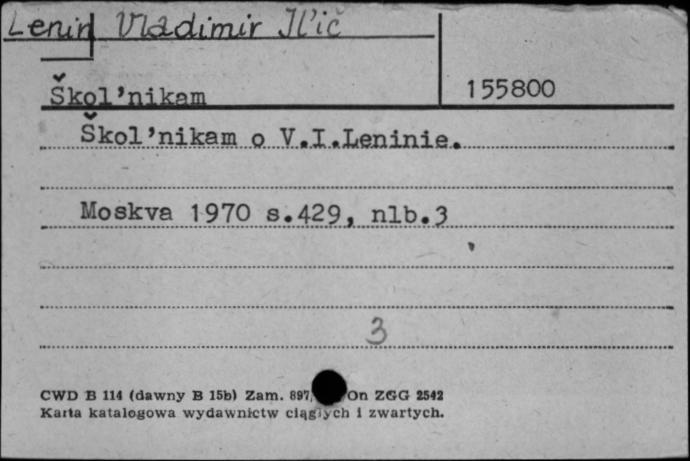 Lenin Vladimir Il'ič
Škol'nikam
155800
Škol'nikam o V.I.Leninie.
Moskva 1970 s.429, nlb.3
3
CWD B 114 (dawny B 15b) Zam. 897 On ZGG 2542
Karta katalogowa wydawnictw ciągłych i zwartych.